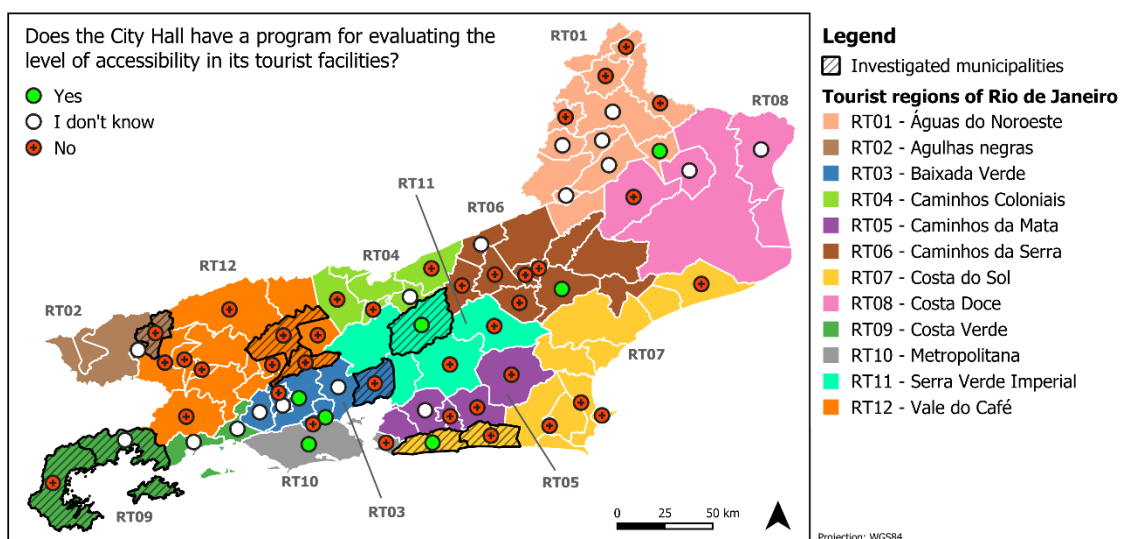 Does the City Hall have a program for evaluating the
level of accessibility in its tourist facilities?
Yes
I don't know
No
RT01
RT08
RT11
RT06
RT04
RT12
RT02
RT07
RT10
RT05
RT09
RT03
0 25 50 km
Legend
Investigated municipalities
Tourist regions of Rio de Janeiro
RT01 - Águas do Noroeste
RT02 - Agulhas negras
RT03 - Baixada Verde
RT04 - Caminhos Coloniais
RT05 - Caminhos da Mata
RT06 - Caminhos da Serra
RT07 - Costa do Sol
RT08 - Costa Doce
RT09 - Costa Verde
RT10 - Metropolitana
RT11 - Serra Verde Imperial
RT12 - Vale do Café
Projection: WGS84